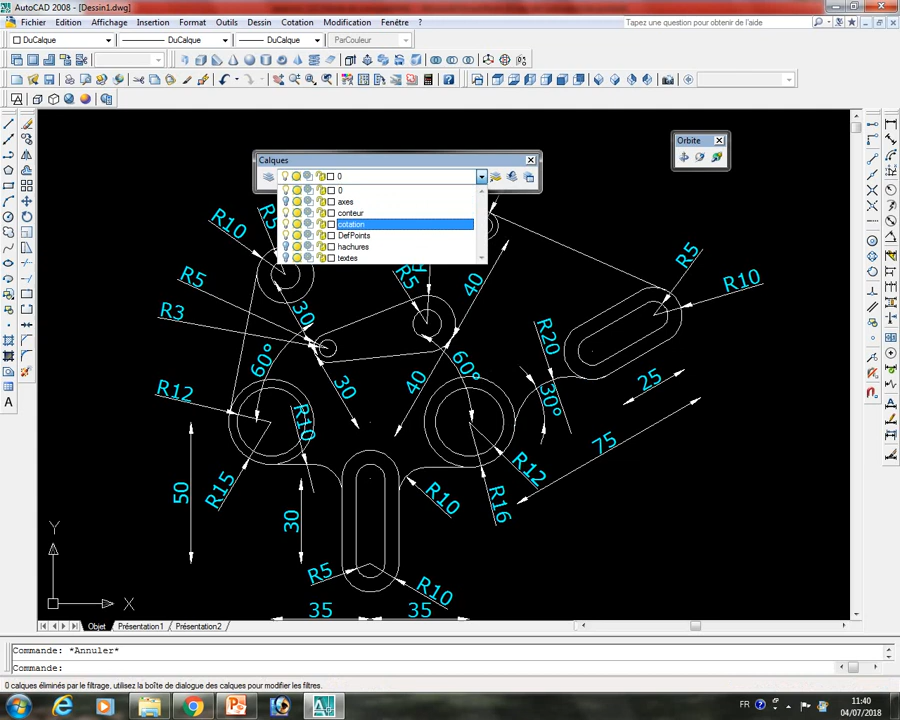 AutoCAD 2008 - [Dessin1.dwg]
Fichier Edition Affichage Insertion Format Outils Dessin Cotation Modification Fenêtre ?
Tapez une question pour obtenir de l'aide
DuCalque DuCalque DuCalque ParCouleur
Orbite
Calques
0
0
axes
conteur
cotation
DefPoints
hachures
textes
R10
R5
R5
R3
30
60°
R12
30
R10
R15
50
30
R5
R10
35
35
R5
40
40
60°
R20
30°
R5
R10
25
75
R12
R16
R10
Y
X
Objet Présentation1 Présentation2
Commande: *Annuler*
Commande:
0 calques éliminés par le filtrage, utilisez la boîte de dialogue des calques pour modifier les filtres.
FR
11:40
04/07/2018